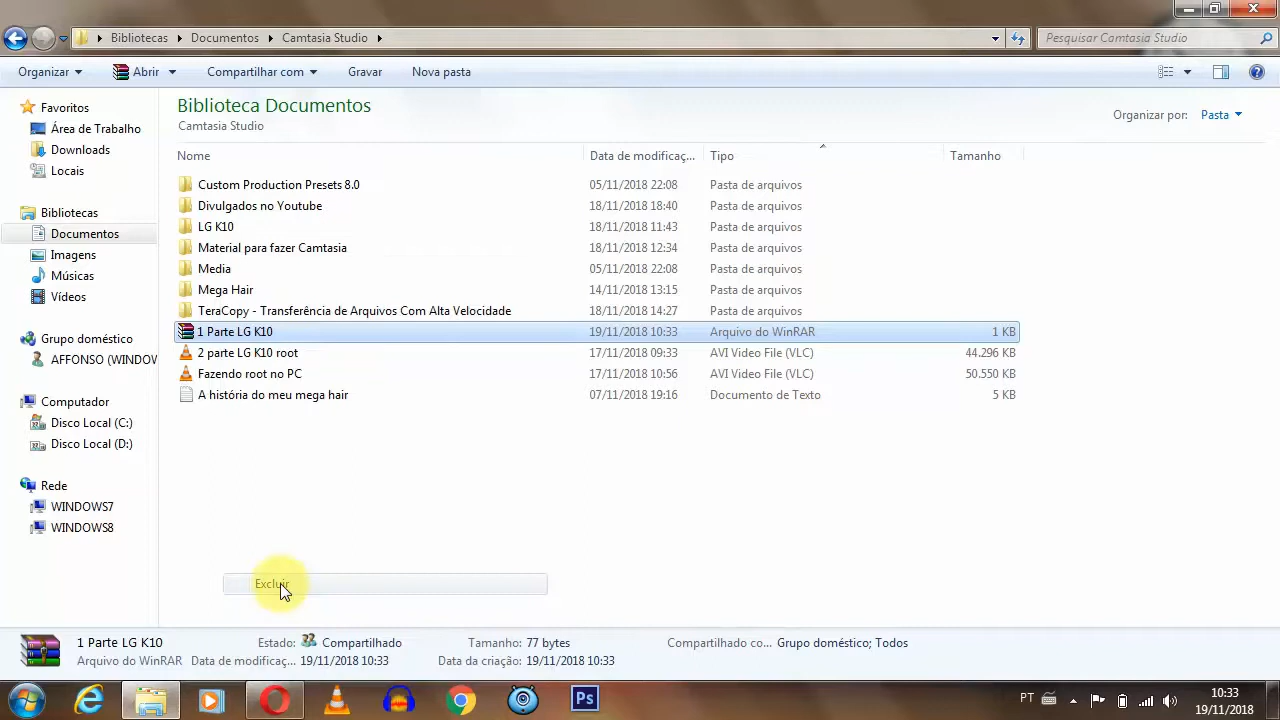 Bibliotecas
Documentos
Camtasia Studio
Pesquisar Camtasia Studio
Organizar
Abrir
Compartilhar com
Gravar
Nova pasta
Favoritos
Área de Trabalho
Downloads
Locais
Bibliotecas
Documentos
Imagens
Músicas
Vídeos
Grupo doméstico
AFFONSO (WINDOW
Computador
Disco Local (C:)
Disco Local (D:)
Rede
WINDOWS7
WINDOWS8
Biblioteca Documentos
Camtasia Studio
Organizar por: Pasta
Nome Data de modificaç... Tipo Tamanho
Custom Production Presets 8.0 05/11/2018 22:08 Pasta de arquivos
Divulgados no Youtube 18/11/2018 18:40 Pasta de arquivos
LG K10 18/11/2018 11:43 Pasta de arquivos
Material para fazer Camtasia 18/11/2018 12:34 Pasta de arquivos
Media 05/11/2018 22:08 Pasta de arquivos
Mega Hair 14/11/2018 13:15 Pasta de arquivos
TeraCopy - Transferência de Arquivos Com Alta Velocidade 18/11/2018 14:27 Pasta de arquivos
1 Parte LG K10 19/11/2018 10:33 Arquivo do WinRAR 1 KB
2 parte LG K10 root 17/11/2018 09:33 AVI Video File (VLC) 44.296 KB
Fazendo root no PC 17/11/2018 10:56 AVI Video File (VLC) 50.550 KB
A história do meu mega hair 07/11/2018 19:16 Documento de Texto 5 KB
Excluir
1 Parte LG K10 Estado: Compartilhado Tamanho: 77 bytes Compartilhado co... Grupo doméstico; Todos
Arquivo do WinRAR Data de modificaç... 19/11/2018 10:33 Data da criação: 19/11/2018 10:33
Ps
PT
10:33
19/11/2018